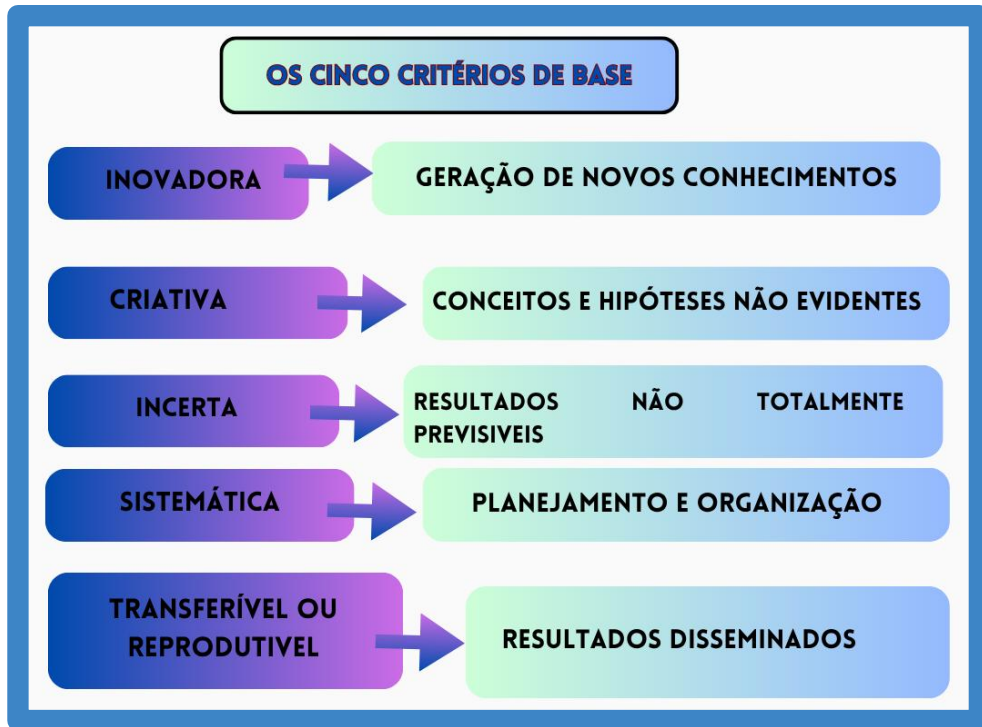 OS CINCO CRITÉRIOS DE BASE
INOVADORA
GERAÇÃO DE NOVOS CONHECIMENTOS
CRIATIVA
CONCEITOS E HIPÓTESES NÃO EVIDENTES
INCERTA
RESULTADOS NÃO TOTALMENTE
PREVISIVEIS
SISTEMÁTICA
PLANEJAMENTO E ORGANIZAÇÃO
TRANSFERÍVEL OU
REPRODUTIVEL
RESULTADOS DISSEMINADOS